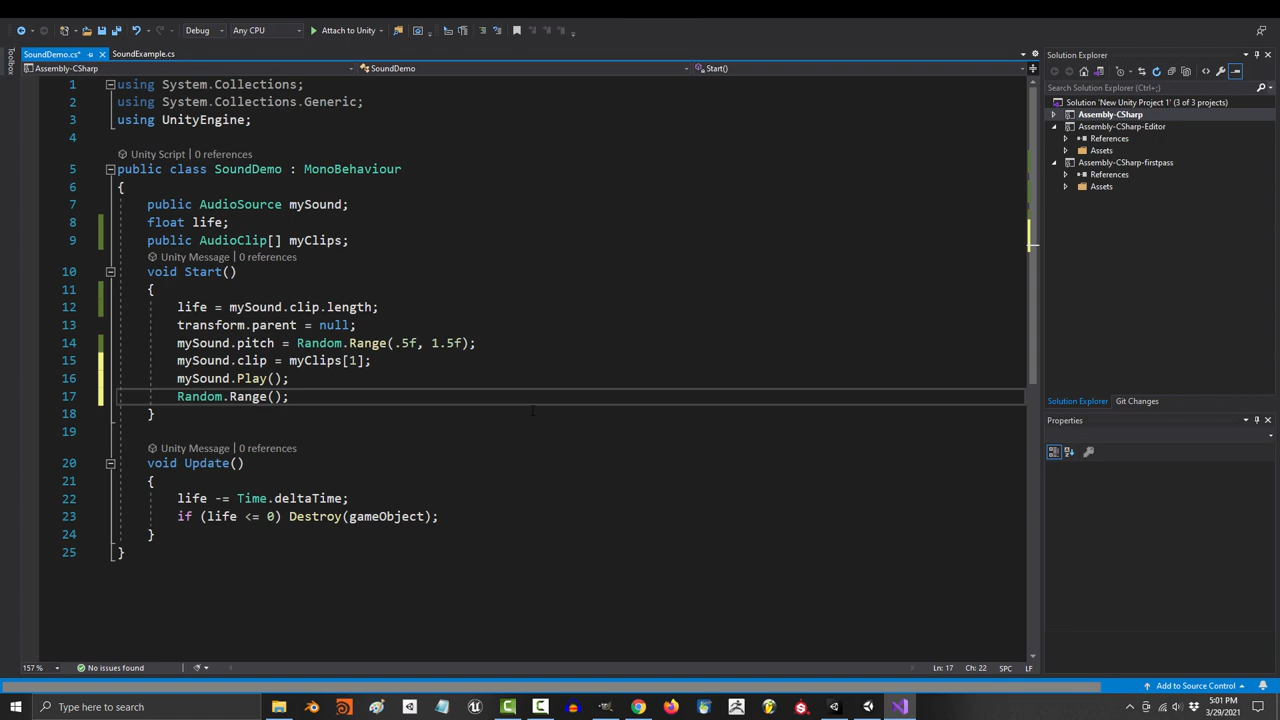 Debug
Any CPU
Attach to Unity
Toolbox
SoundDemo.cs*
SoundExample.cs
Solution Explorer
Assembly-CSharp
SoundDemo
Start()
Search Solution Explorer (Ctrl+;)
Solution 'New Unity Project 1' (3 of 3 projects)
Assembly-CSharp
Assembly-CSharp-Editor
References
Assets
Assembly-CSharp-firstpass
References
Assets
1 using System.Collections;
2 using System.Collections.Generic;
3 using UnityEngine;
4
Unity Script | 0 references
5 public class SoundDemo : MonoBehaviour
6 {
7 public AudioSource mySound;
8 float life;
9 public AudioClip[] myClips;
Unity Message | 0 references
10 void Start()
11 {
12 life = mySound.clip.length;
13 transform.parent = null;
14 mySound.pitch = Random.Range(.5f, 1.5f);
15 mySound.clip = myClips[1];
16 mySound.Play();
17 Random.Range();
18 }
19
Unity Message | 0 references
20 void Update()
21 {
22 life -= Time.deltaTime;
23 if (life <= 0) Destroy(gameObject);
24 }
25 }
Solution Explorer
Git Changes
Properties
157 %
No issues found
Ln: 17
Ch: 22
SPC
LF
Add to Source Control
Type here to search
5:01 PM
3/29/2021